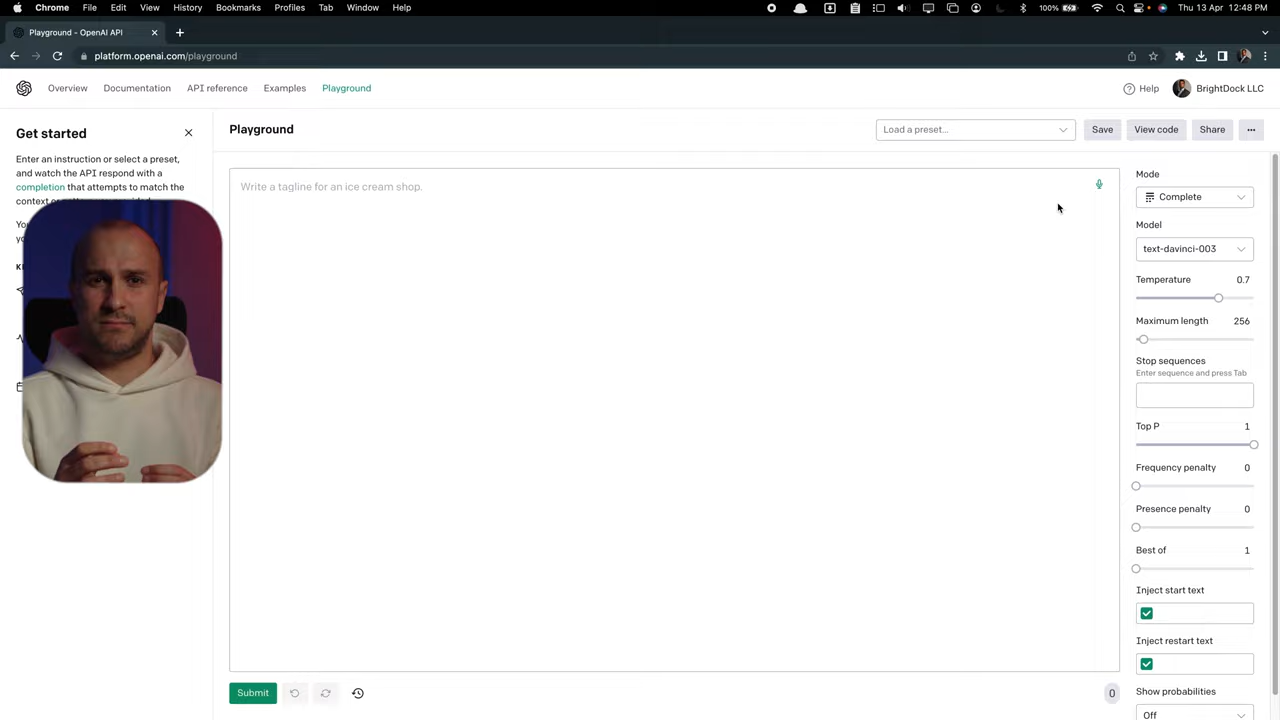 Chrome File Edit View History Bookmarks Profiles Tab Window Help 100% Thu 13 Apr 12:48 PM
Playground - OpenAI API
platform.openai.com/playground
Overview Documentation API reference Examples Playground Help BrightDock LLC
Get started
Enter an instruction or select a preset,
and watch the API respond with a
completion that attempts to match the
Playground
Load a preset...
Save
View code
Share
Write a tagline for an ice cream shop.
Mode
Complete
Model
text-davinci-003
Temperature 0.7
Maximum length 256
Stop sequences
Enter sequence and press Tab
Top P 1
Frequency penalty 0
Presence penalty 0
Best of 1
Inject start text
Inject restart text
Show probabilities
Off
Submit
0